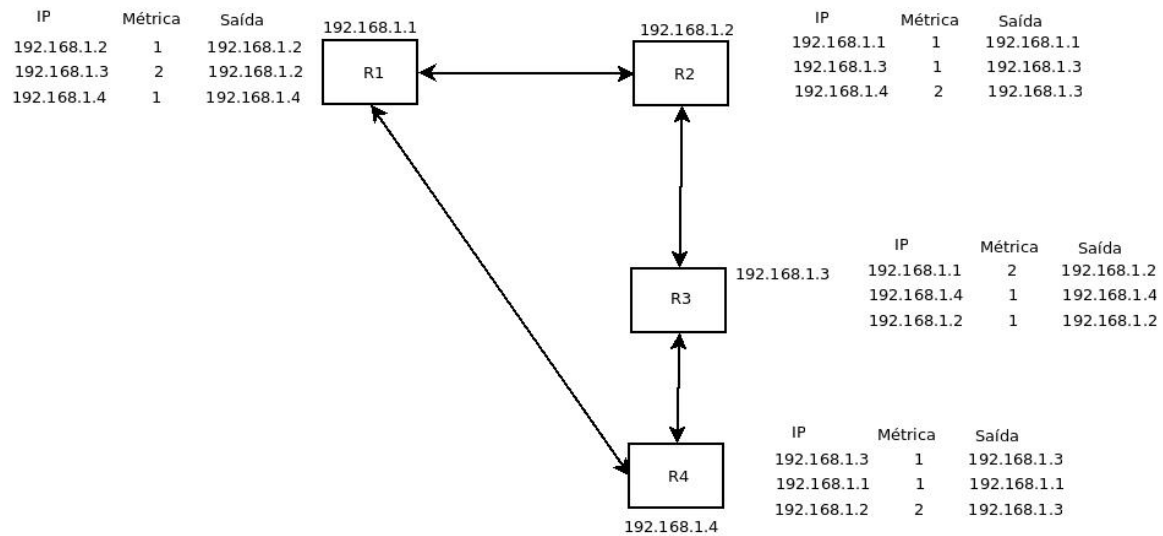 IP Métrica Saída
192.168.1.2 1 192.168.1.2
192.168.1.3 2 192.168.1.2
192.168.1.4 1 192.168.1.4
192.168.1.1
R1
192.168.1.2
R2
IP Métrica Saída
192.168.1.1 1 192.168.1.1
192.168.1.3 1 192.168.1.3
192.168.1.4 2 192.168.1.3
R3
192.168.1.3
IP Métrica Saída
192.168.1.1 2 192.168.1.2
192.168.1.4 1 192.168.1.4
192.168.1.2 1 192.168.1.2
R4
192.168.1.4
IP Métrica Saída
192.168.1.3 1 192.168.1.3
192.168.1.1 1 192.168.1.1
192.168.1.2 2 192.168.1.3